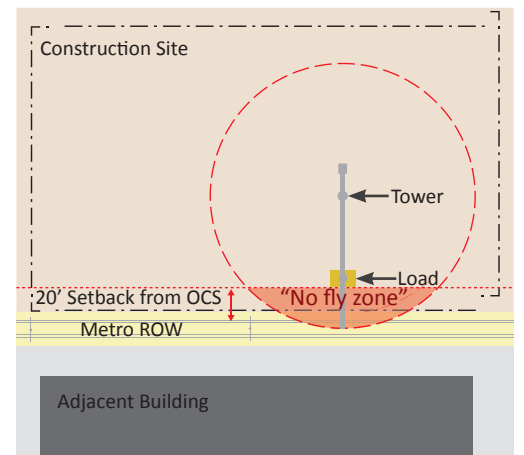 Construction Site
Tower
Load
20’ Setback from OCS
“No fly zone”
Metro ROW
Adjacent Building